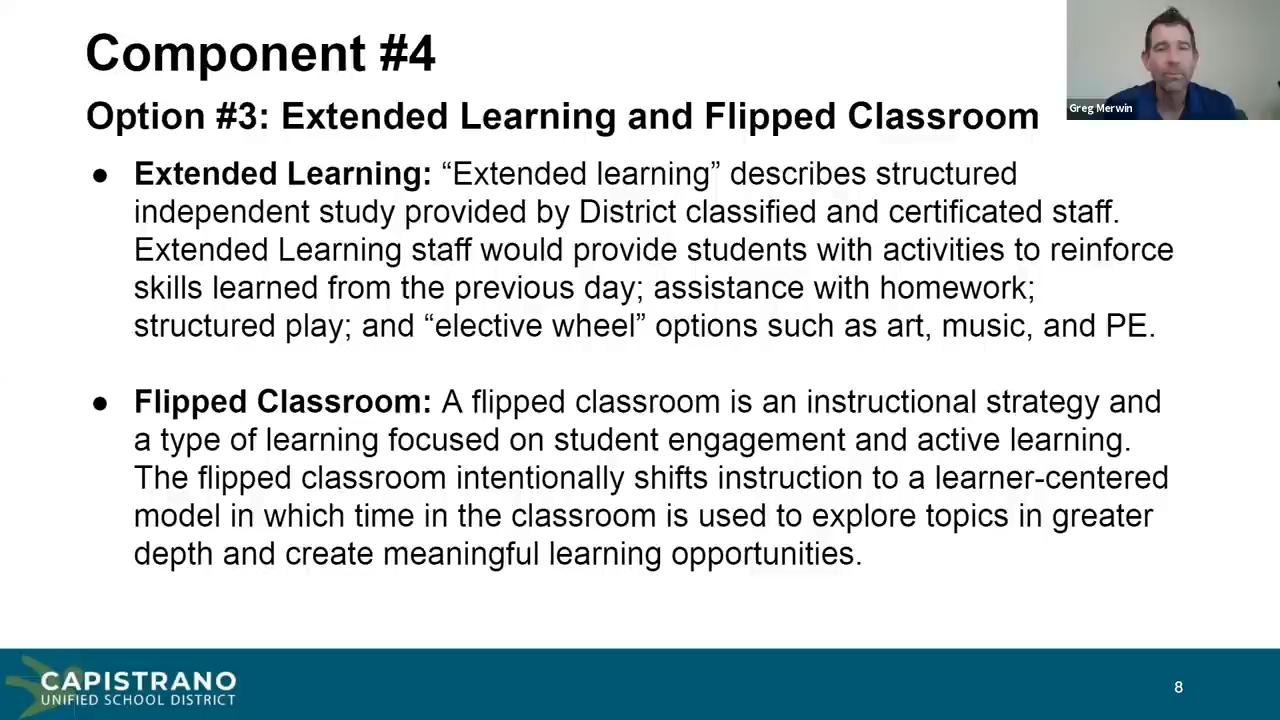 Component #4
Option #3: Extended Learning and Flipped Classroom
Greg Merwin
● Extended Learning: “Extended learning” describes structured
independent study provided by District classified and certificated staff.
Extended Learning staff would provide students with activities to reinforce
skills learned from the previous day; assistance with homework;
structured play; and “elective wheel” options such as art, music, and PE.
● Flipped Classroom: A flipped classroom is an instructional strategy and
a type of learning focused on student engagement and active learning.
The flipped classroom intentionally shifts instruction to a learner-centered
model in which time in the classroom is used to explore topics in greater
depth and create meaningful learning opportunities.
CAPISTRANO
UNIFIED SCHOOL DISTRICT
8